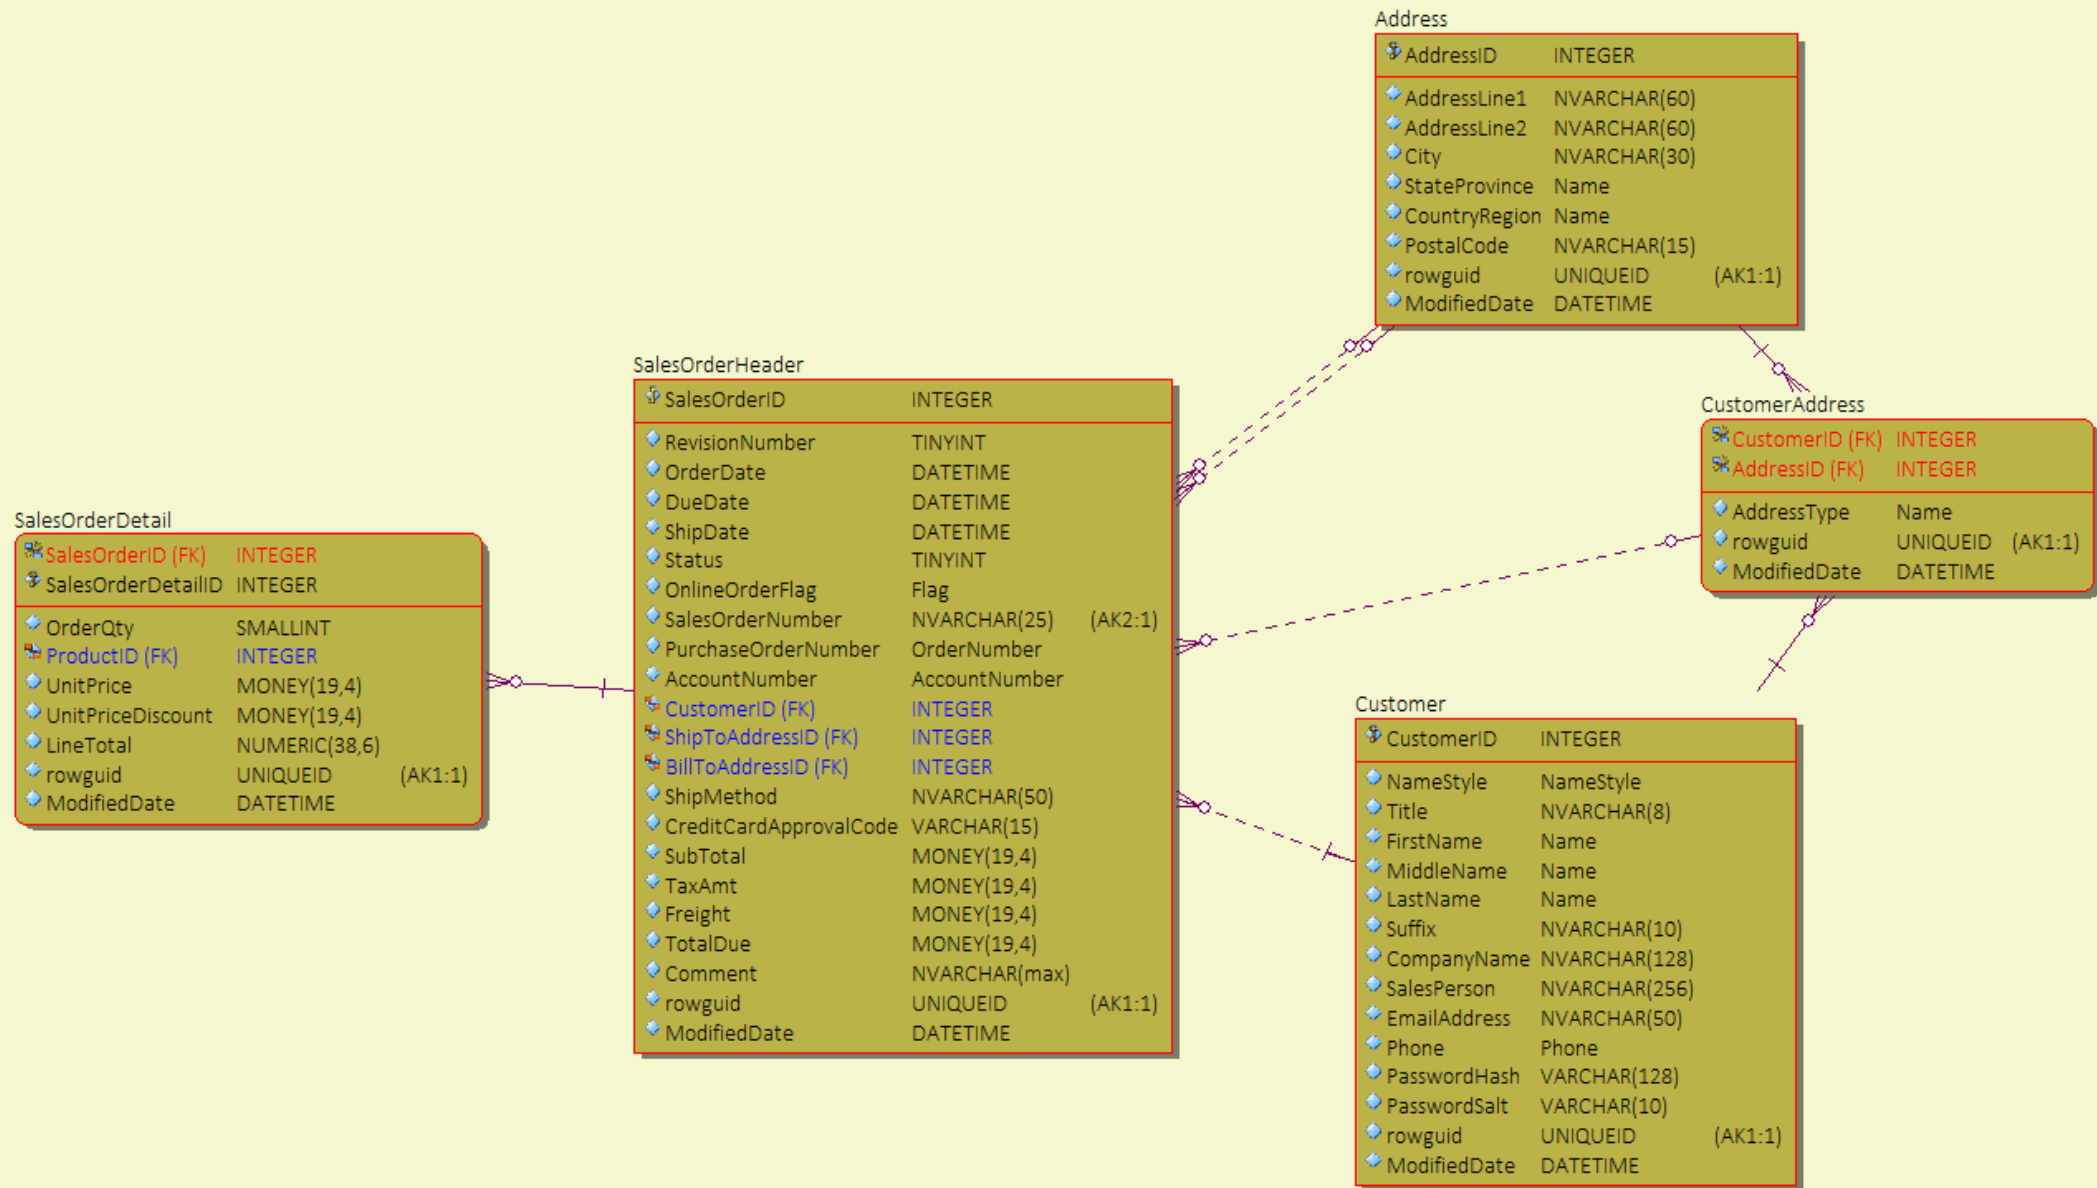 Address
AddressID INTEGER
AddressLine1 NVARCHAR(60)
AddressLine2 NVARCHAR(60)
City NVARCHAR(30)
StateProvince Name
CountryRegion Name
PostalCode NVARCHAR(15)
rowguid UNIQUEID (AK1:1)
ModifiedDate DATETIME
SalesOrderHeader
SalesOrderID INTEGER
RevisionNumber TINYINT
OrderDate DATETIME
DueDate DATETIME
ShipDate DATETIME
Status TINYINT
OnlineOrderFlag Flag
SalesOrderNumber NVARCHAR(25) (AK2:1)
PurchaseOrderNumber OrderNumber
AccountNumber AccountNumber
CustomerID (FK) INTEGER
ShipToAddressID (FK) INTEGER
BillToAddressID (FK) INTEGER
ShipMethod NVARCHAR(50)
CreditCardApprovalCode VARCHAR(15)
SubTotal MONEY(19,4)
TaxAmt MONEY(19,4)
Freight MONEY(19,4)
TotalDue MONEY(19,4)
Comment NVARCHAR(max)
rowguid UNIQUEID (AK1:1)
ModifiedDate DATETIME
CustomerAddress
CustomerID (FK) INTEGER
AddressID (FK) INTEGER
AddressType Name
rowguid UNIQUEID (AK1:1)
ModifiedDate DATETIME
SalesOrderDetail
SalesOrderID (FK) INTEGER
SalesOrderDetailID INTEGER
OrderQty SMALLINT
ProductID (FK) INTEGER
UnitPrice MONEY(19,4)
UnitPriceDiscount MONEY(19,4)
LineTotal NUMERIC(38,6)
rowguid UNIQUEID (AK1:1)
ModifiedDate DATETIME
Customer
CustomerID INTEGER
NameStyle NameStyle
Title NVARCHAR(8)
FirstName Name
MiddleName Name
LastName Name
Suffix NVARCHAR(10)
CompanyName NVARCHAR(128)
SalesPerson NVARCHAR(256)
EmailAddress NVARCHAR(50)
Phone Phone
PasswordHash VARCHAR(128)
PasswordSalt VARCHAR(10)
rowguid UNIQUEID (AK1:1)
ModifiedDate DATETIME